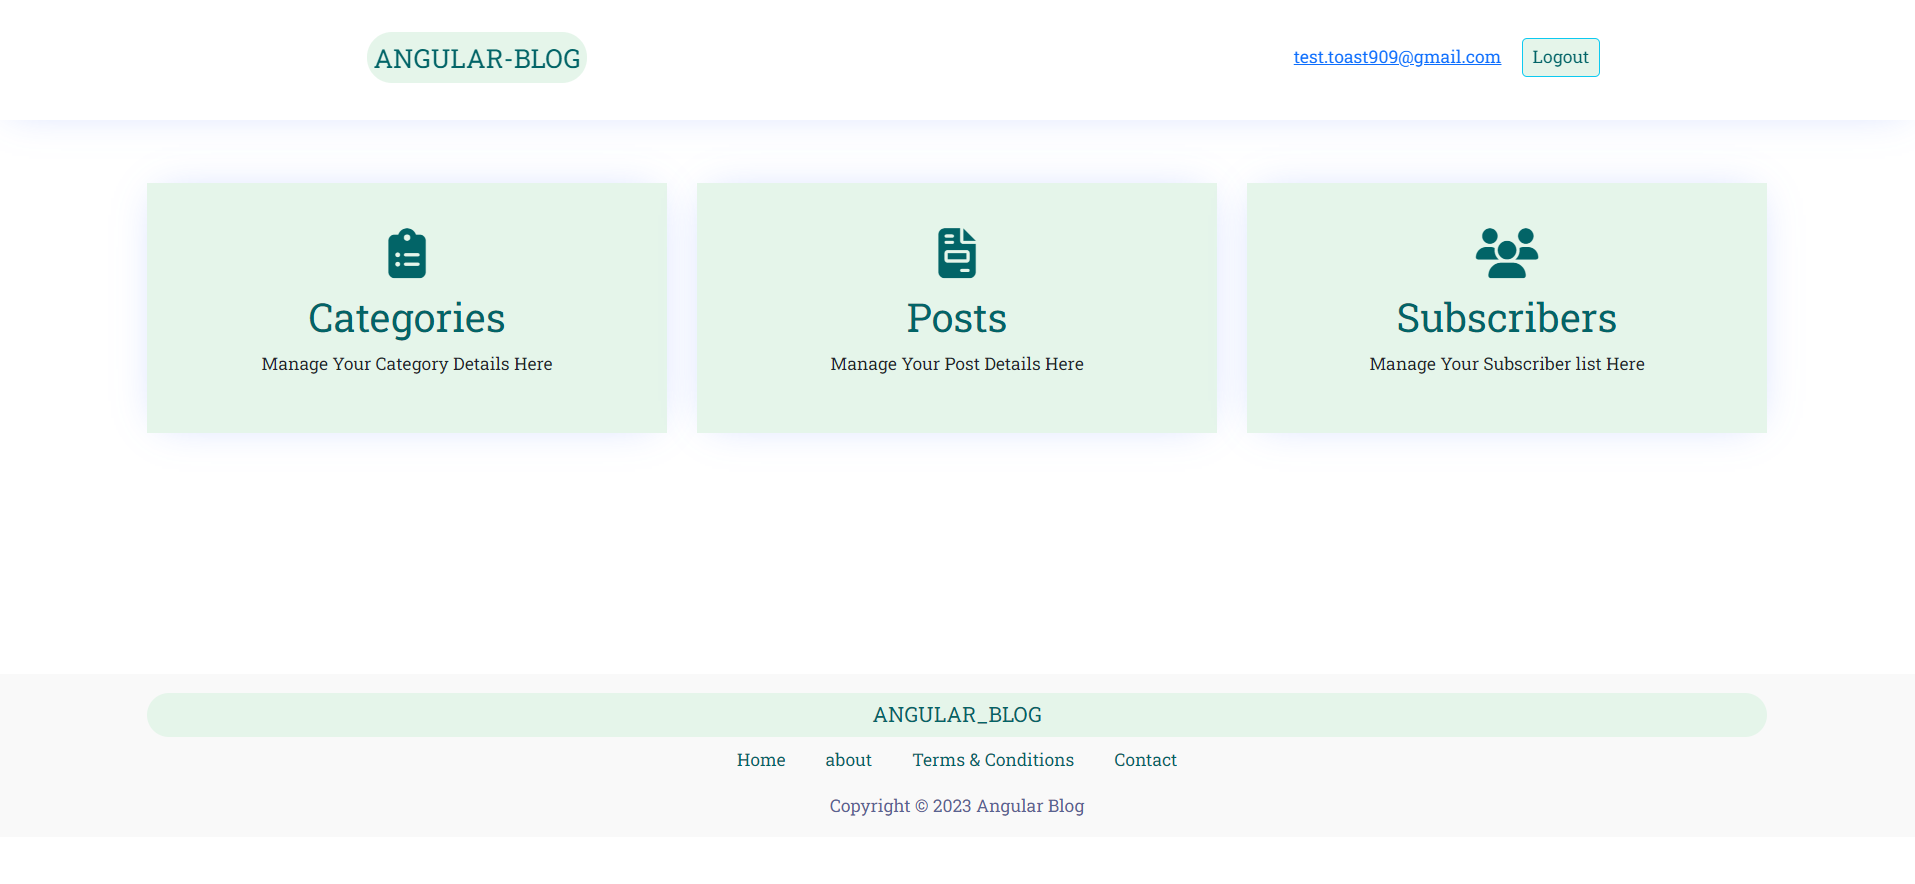 ANGULAR-BLOG
test.toast909@gmail.com Logout
Categories
Manage Your Category Details Here
Posts
Manage Your Post Details Here
Subscribers
Manage Your Subscriber list Here
ANGULAR_BLOG
Home about Terms & Conditions Contact
Copyright © 2023 Angular Blog